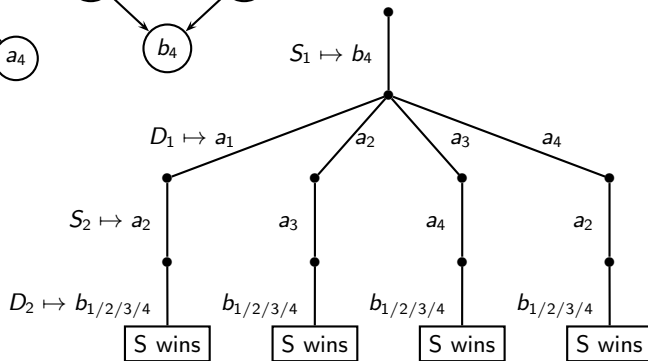 b₄
a₄
S₁ ↦ b₄
D₁ ↦ a₁ a₂ a₃ a₄
S₂ ↦ a₂ a₃ a₄ a₂
D₂ ↦ b₁/₂/₃/₄ b₁/₂/₃/₄ b₁/₂/₃/₄ b₁/₂/₃/₄
S wins S wins S wins S wins